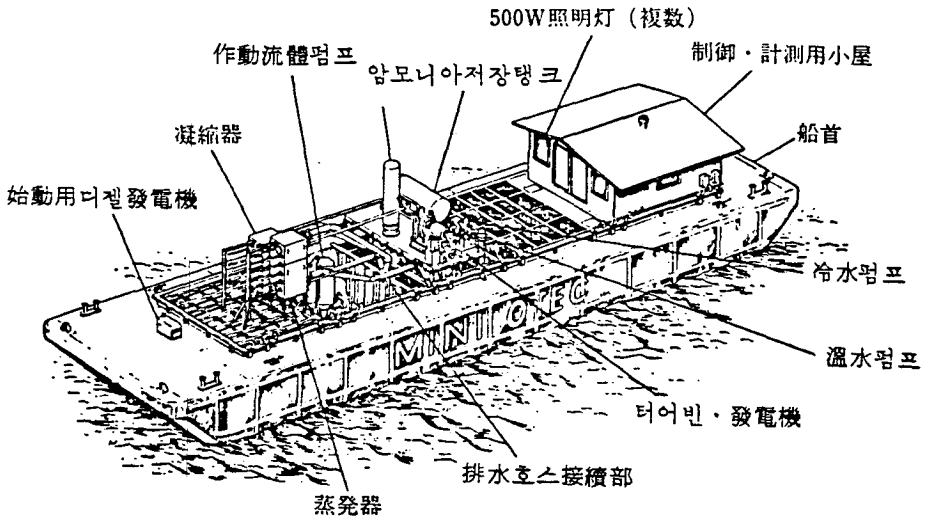 500W照明灯 (複数)
作動流體펌프
制御・計測用小屋
암모니아저장탱크
凝縮器
船首
始動用디젤發電機
冷水펌프
MINI OTEC
溫水펌프
터어빈・發電機
排水호스接續部
蒸発器